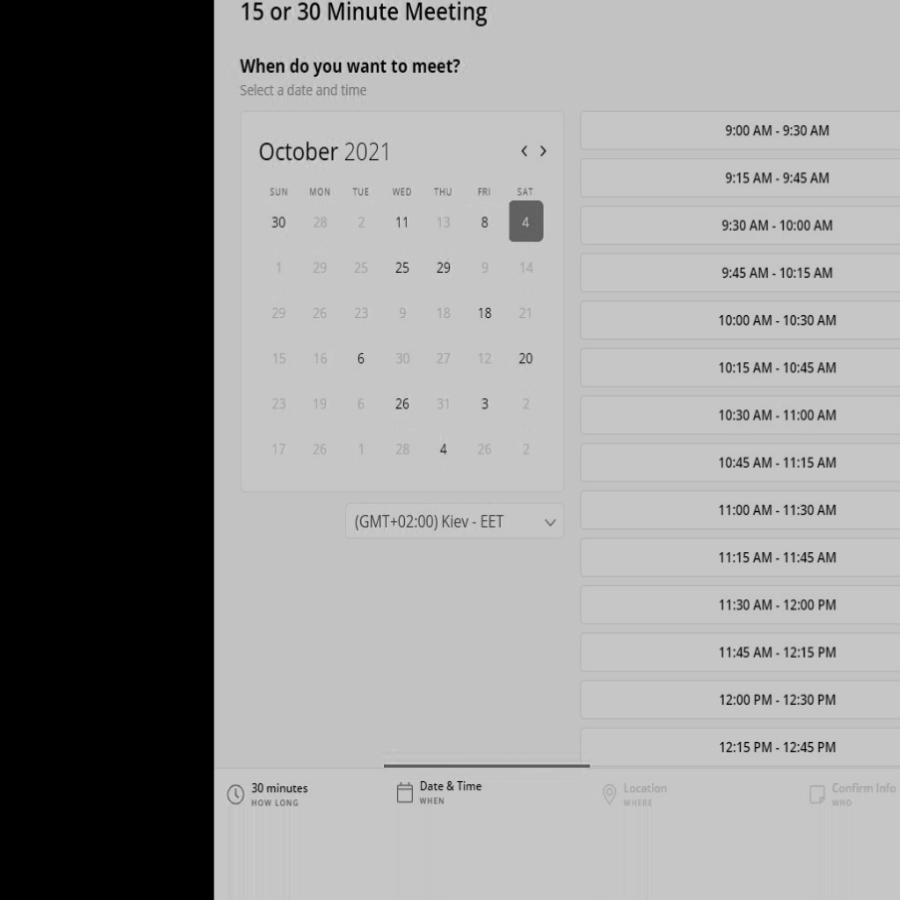 15 or 30 Minute Meeting
When do you want to meet?
Select a date and time
October 2021
SUN MON TUE WED THU FRI SAT
30 28 2 11 13 8 4
1 29 25 25 29 9 14
29 26 23 9 18 18 21
15 16 6 30 27 12 20
23 19 6 26 31 3 2
17 26 1 28 4 26 2
(GMT+02:00) Kiev - EET
9:00 AM - 9:30 AM
9:15 AM - 9:45 AM
9:30 AM - 10:00 AM
9:45 AM - 10:15 AM
10:00 AM - 10:30 AM
10:15 AM - 10:45 AM
10:30 AM - 11:00 AM
10:45 AM - 11:15 AM
11:00 AM - 11:30 AM
11:15 AM - 11:45 AM
11:30 AM - 12:00 PM
11:45 AM - 12:15 PM
12:00 PM - 12:30 PM
12:15 PM - 12:45 PM
30 minutes
HOW LONG
Date & Time
WHEN
Location
WHERE
Confirm Info
WHO